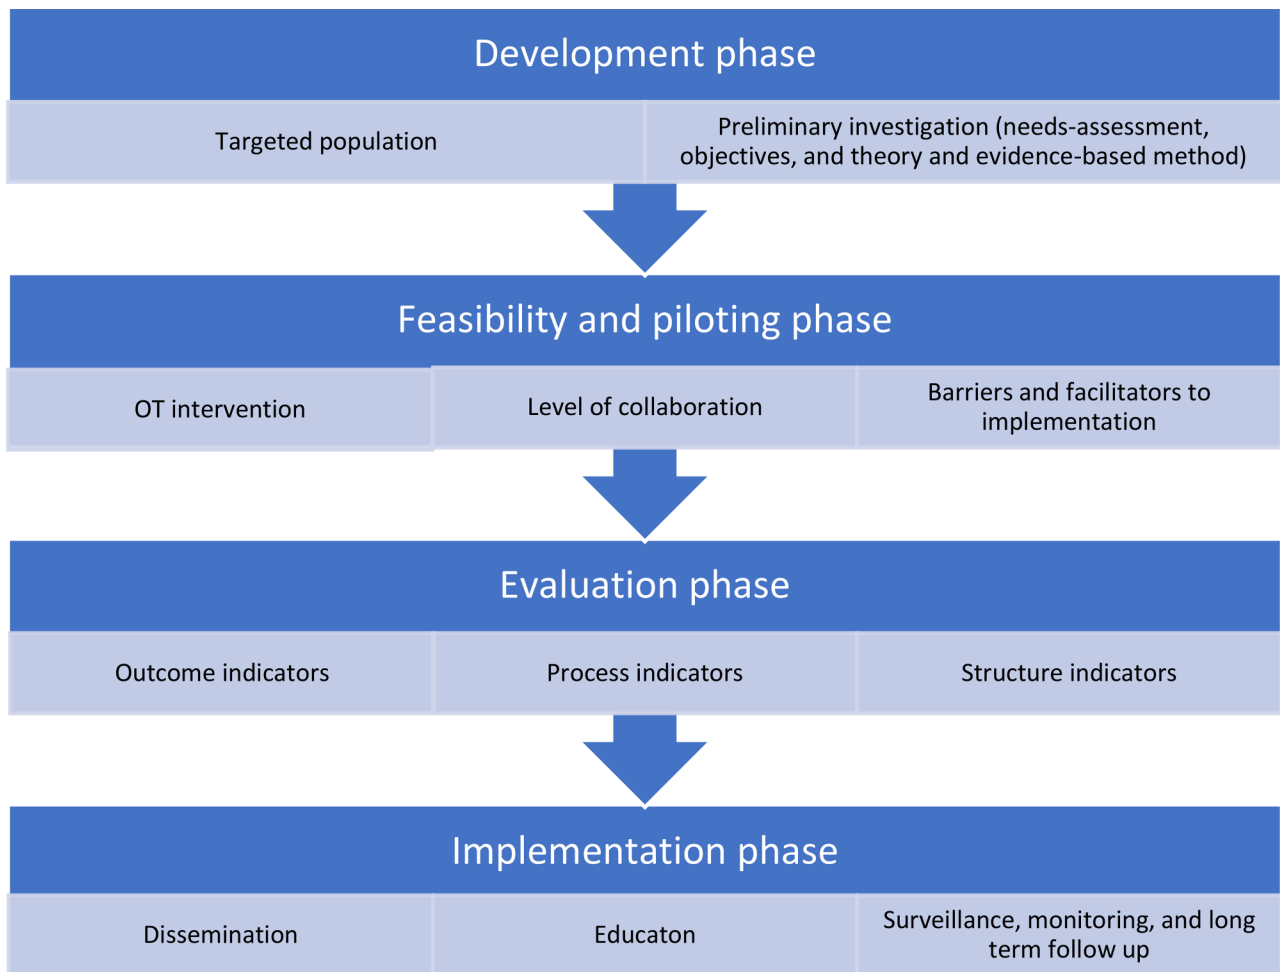 Development phase
Targeted population
Preliminary investigation (needs-assessment,
objectives, and theory and evidence-based method)
Feasibility and piloting phase
OT intervention
Level of collaboration
Barriers and facilitators to
implementation
Evaluation phase
Outcome indicators
Process indicators
Structure indicators
Implementation phase
Dissemination
Educaton
Surveillance, monitoring, and long
term follow up